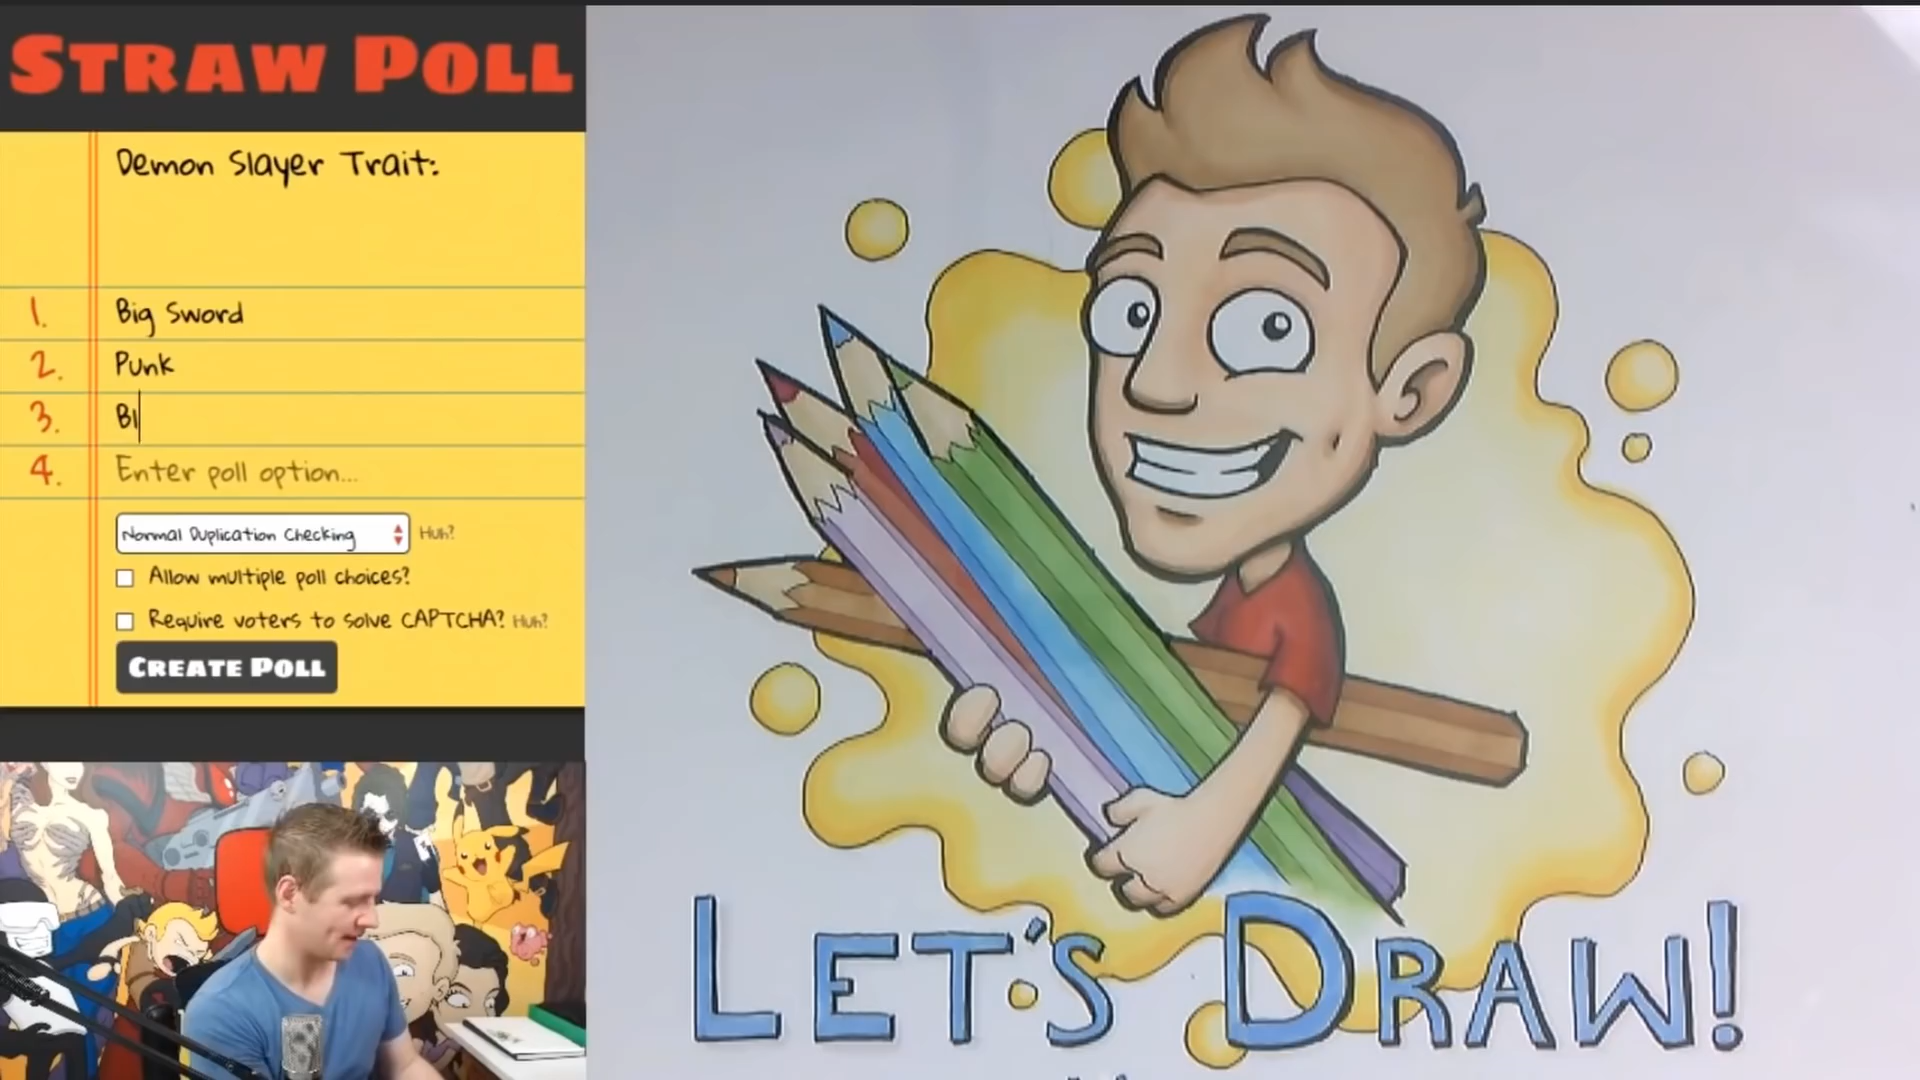 STRAW POLL
Demon Slayer Trait:
1. Big Sword
2. Punk
3. Bl
4. Enter poll option...
Normal Duplication Checking Huh?
Allow multiple poll choices?
Require voters to solve CAPTCHA? Huh?
CREATE POLL
LET'S DRAW!